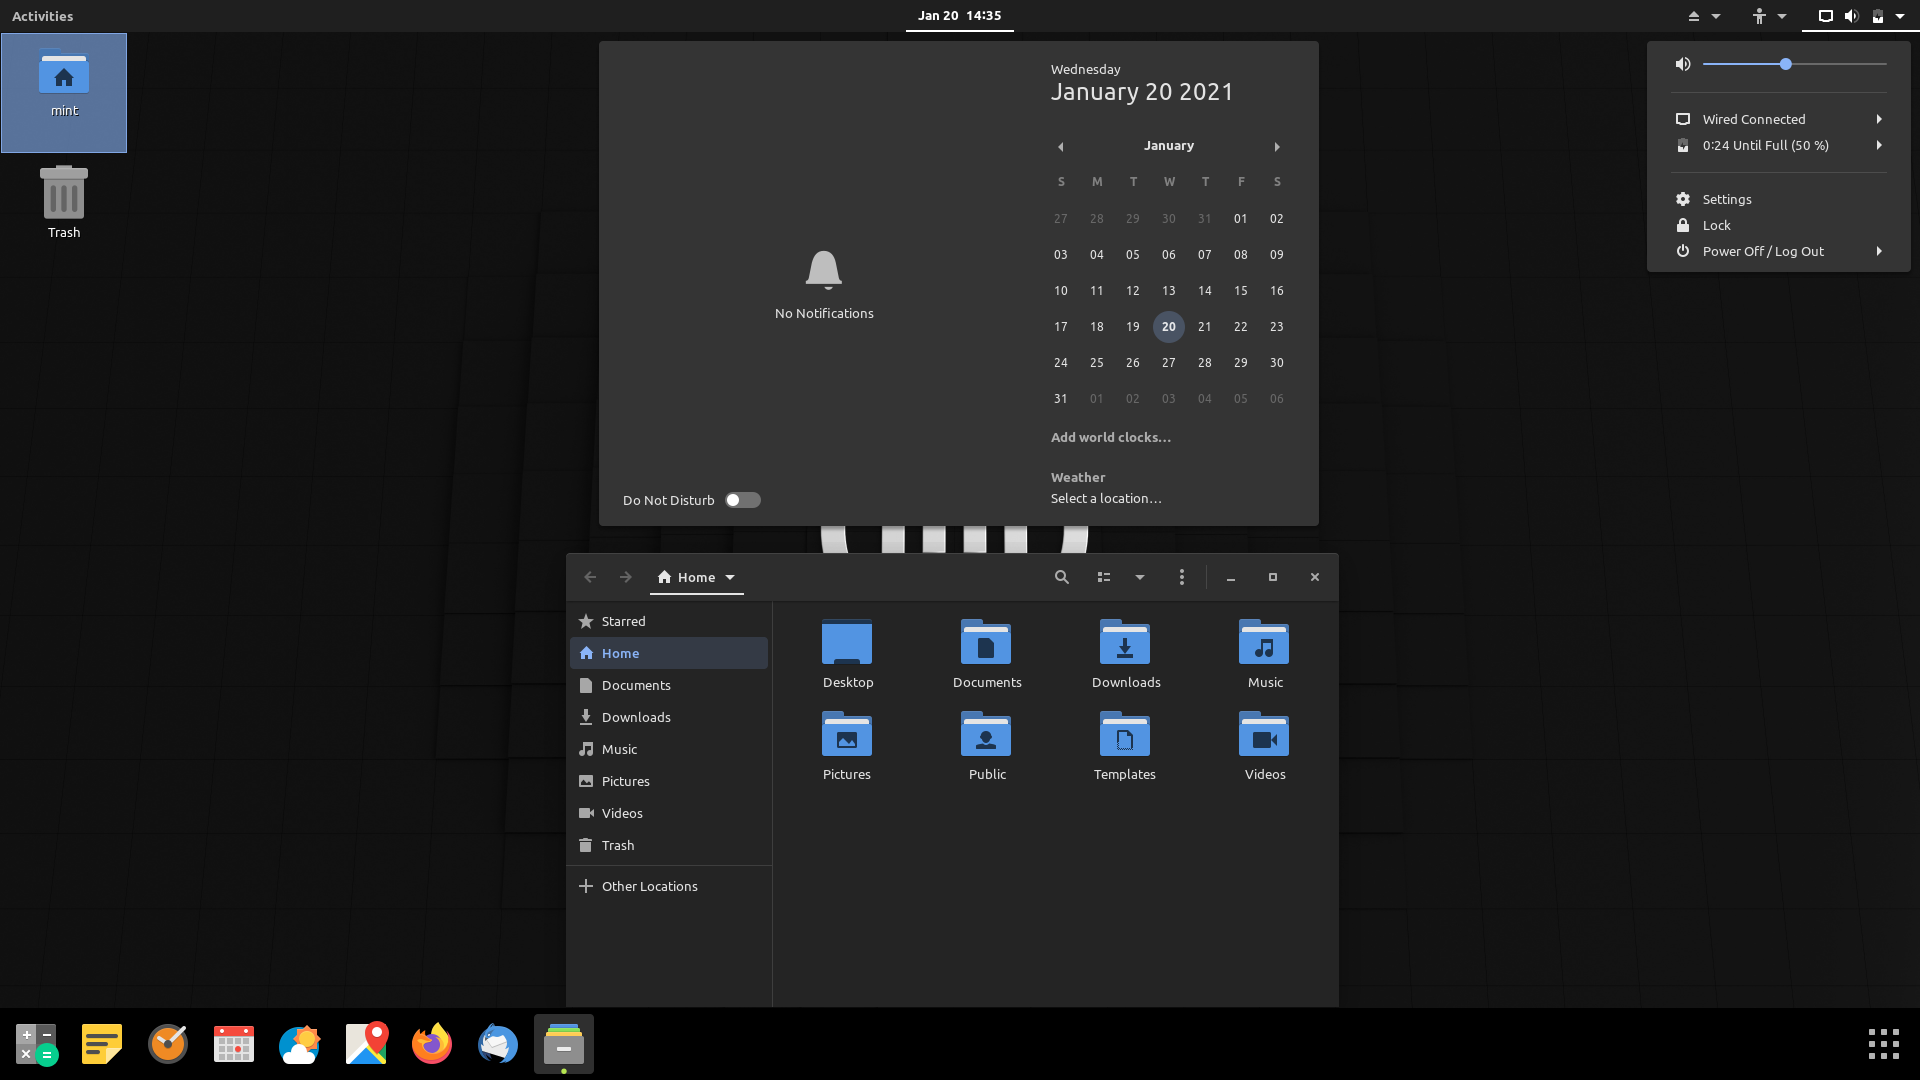 Activities
Jan 20  14:35
mint
Trash
No Notifications
Do Not Disturb
Wednesday
January 20 2021
January
S M T W T F S
27 28 29 30 31 01 02
03 04 05 06 07 08 09
10 11 12 13 14 15 16
17 18 19 20 21 22 23
24 25 26 27 28 29 30
31 01 02 03 04 05 06
Add world clocks…
Weather
Select a location…
Wired Connected
0:24 Until Full (50 %)
Settings
Lock
Power Off / Log Out
Home
Starred
Home
Documents
Downloads
Music
Pictures
Videos
Trash
Other Locations
Desktop
Documents
Downloads
Music
Pictures
Public
Templates
Videos